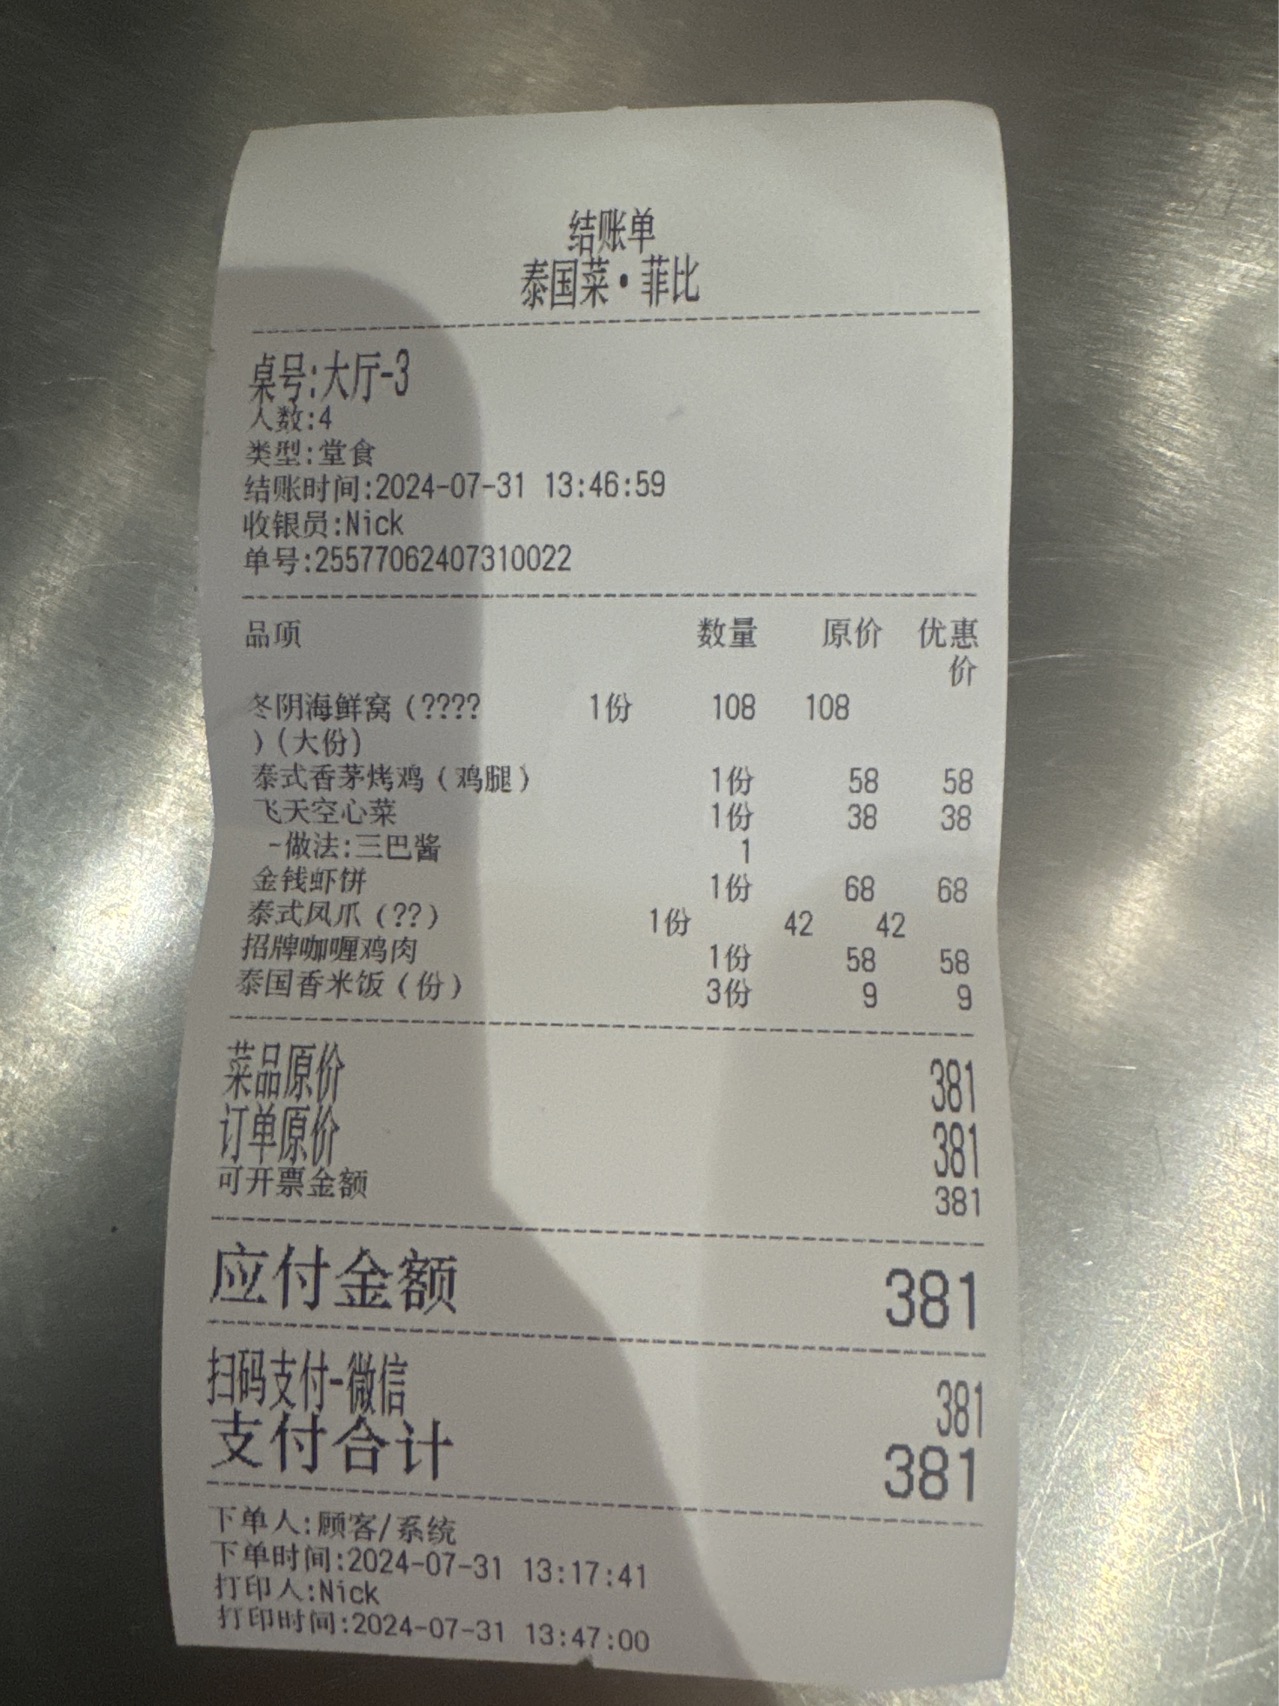 结账单
泰国菜·菲比
桌号:大厅-3
人数:4
类型:堂食
结账时间:2024-07-31 13:46:59
收银员:Nick
单号:25577062407310022
品项 数量 原价 优惠
价
冬阴海鲜窝(???? 1份 108 108
)(大份)
泰式香茅烤鸡(鸡腿) 1份 58 58
飞天空心菜 1份 38 38
-做法:三巴酱 1
金钱虾饼 1份 68 68
泰式凤爪(??) 1份 42 42
招牌咖喱鸡肉 1份 58 58
泰国香米饭(份) 3份 9 9
菜品原价 381
订单原价 381
可开票金额 381
应付金额 381
扫码支付-微信 381
支付合计 381
下单人:顾客/系统
下单时间:2024-07-31 13:17:41
打印人:Nick
打印时间:2024-07-31 13:47:00